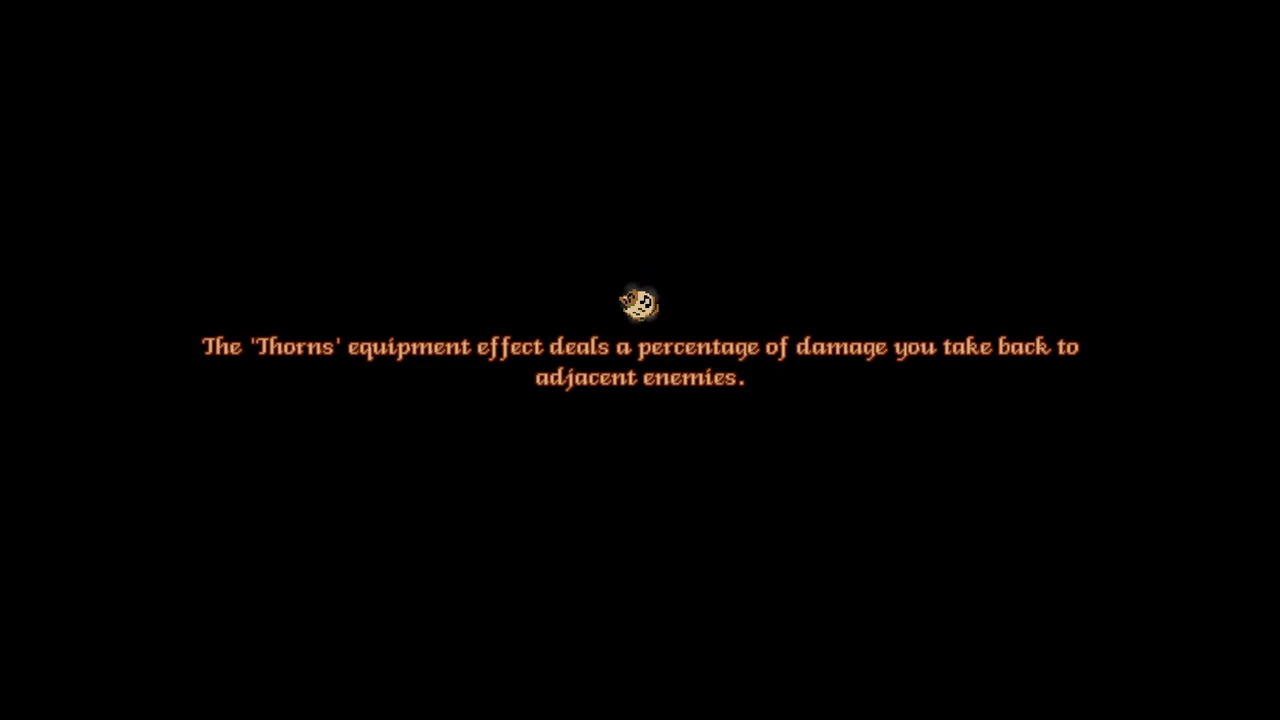 The 'Thorns' equipment effect deals a percentage of damage you take back to
adjacent enemies.